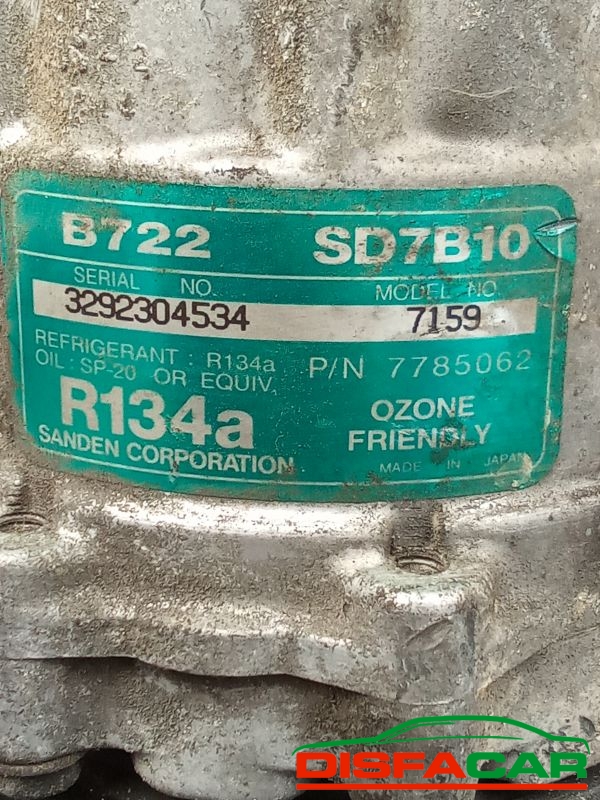 B722 SD7B10
SERIAL NO. MODEL NO.
3292304534 7159
REFRIGERANT : R134a P/N 7785062
OIL : SP-20 OR EQUIV.
R134a OZONE
FRIENDLY
SANDEN CORPORATION MADE IN JAPAN
DISFACAR